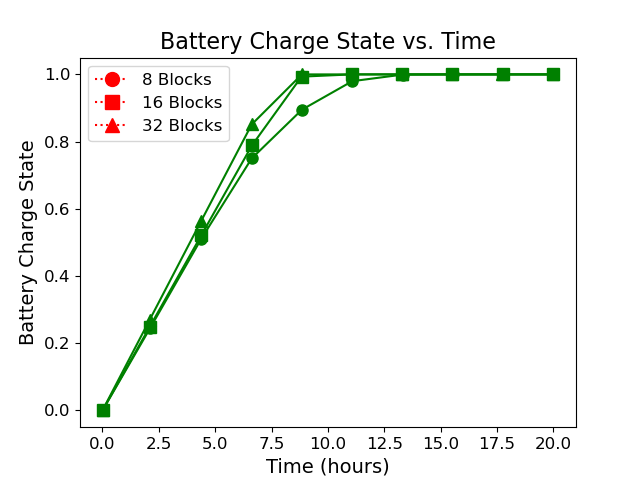 Battery Charge State vs. Time
8 Blocks
16 Blocks
32 Blocks
Battery Charge State
1.0
0.8
0.6
0.4
0.2
0.0
0.0 2.5 5.0 7.5 10.0 12.5 15.0 17.5 20.0
Time (hours)